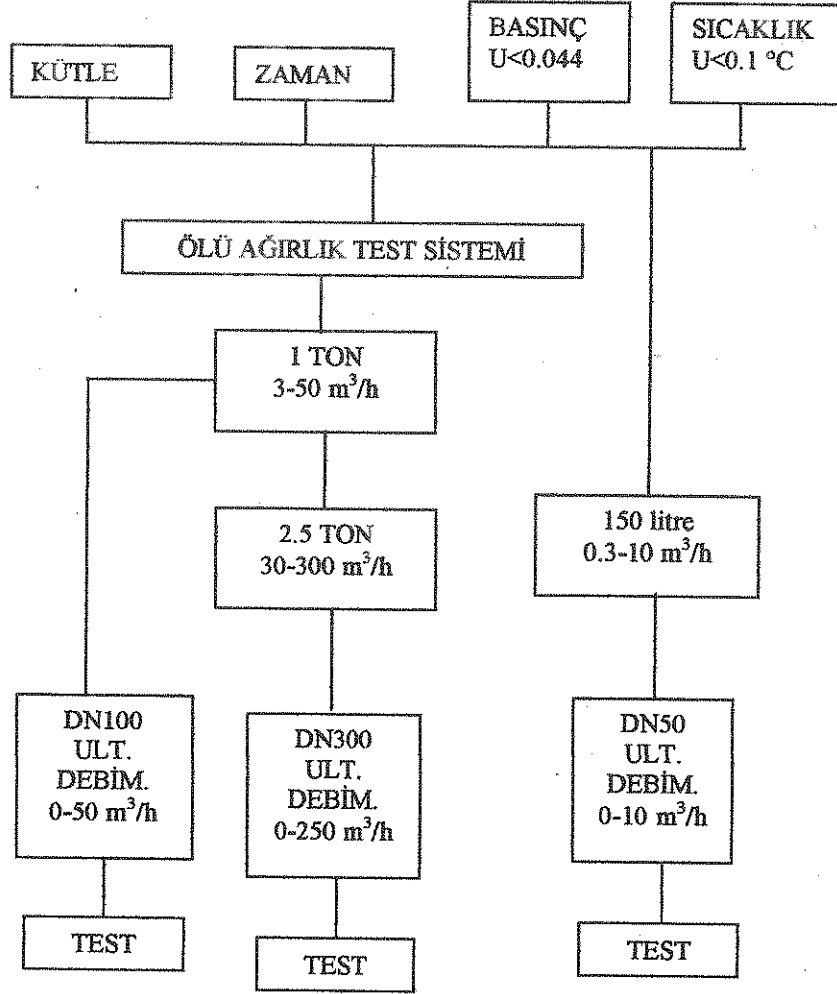 KÜTLE
ZAMAN
BASINÇ
U<0.044
SICAKLIK
U<0.1 °C
ÖLÜ AĞIRLIK TEST SİSTEMİ
1 TON
3-50 m³/h
2.5 TON
30-300 m³/h
150 litre
0.3-10 m³/h
DN100
ULT.
DEBİM.
0-50 m³/h
DN300
ULT.
DEBİM.
0-250 m³/h
DN50
ULT.
DEBİM.
0-10 m³/h
TEST
TEST
TEST